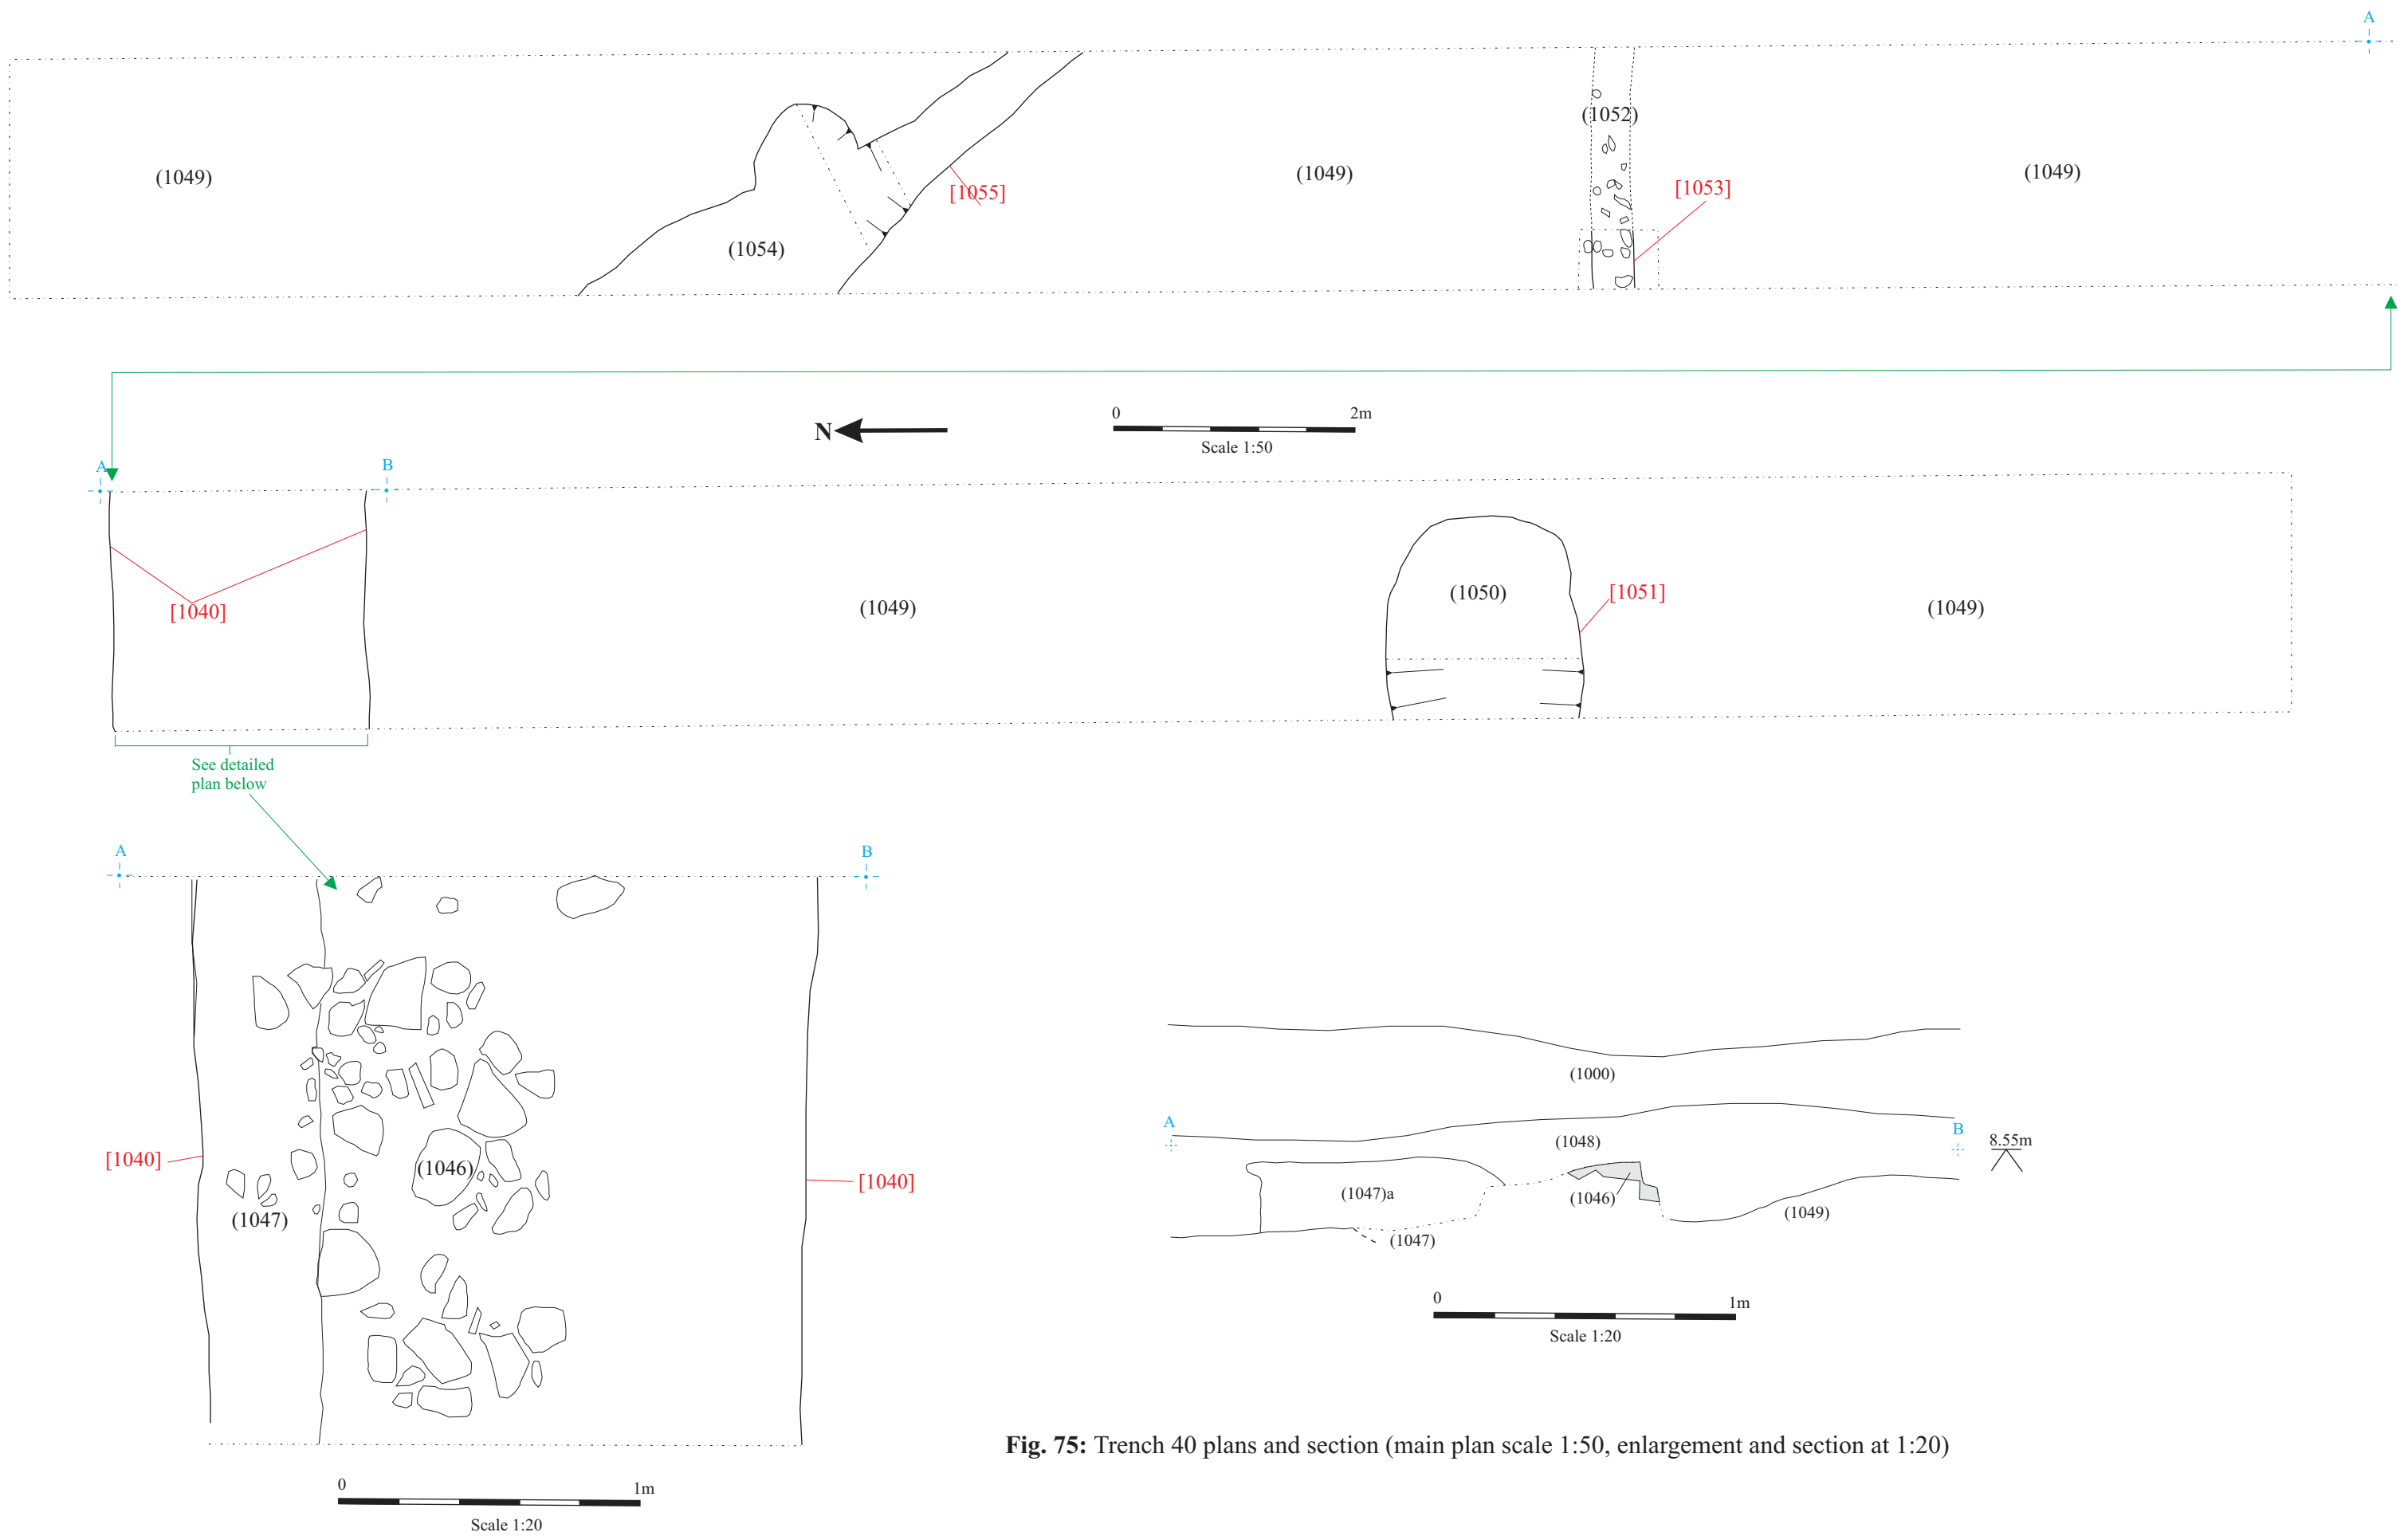 A
(1049)
(1054)
[1055]
(1049)
(1052)
[1053]
(1049)
N
0 2m
Scale 1:50
A B
[1040]
(1049)
(1050)
[1051]
(1049)
See detailed
plan below
A B
[1040]
(1047)
(1046)
[1040]
0 1m
Scale 1:20
(1000)
A
(1048)
B
8.55m
(1047)a
(1046)
(1049)
(1047)
0 1m
Scale 1:20
Fig. 75: Trench 40 plans and section (main plan scale 1:50, enlargement and section at 1:20)